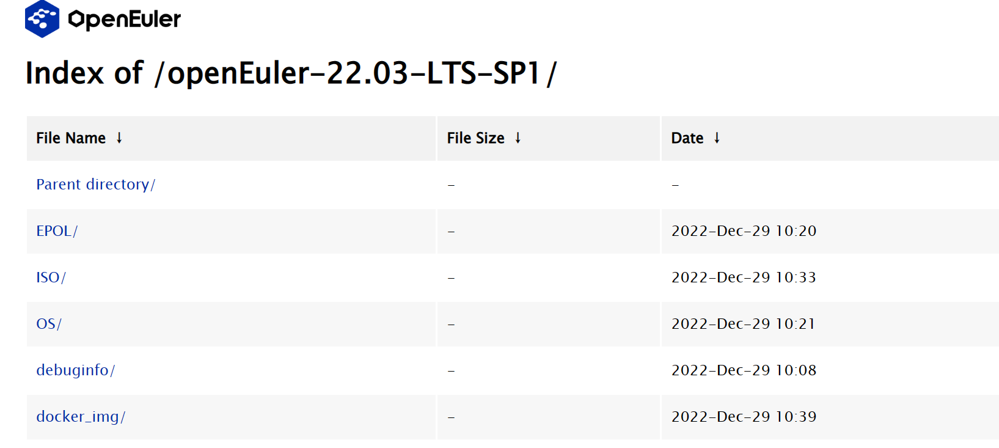 OpenEuler
Index of /openEuler-22.03-LTS-SP1/
File Name ↓ File Size ↓ Date ↓
Parent directory/ - -
EPOL/ - 2022-Dec-29 10:20
ISO/ - 2022-Dec-29 10:33
OS/ - 2022-Dec-29 10:21
debuginfo/ - 2022-Dec-29 10:08
docker_img/ - 2022-Dec-29 10:39